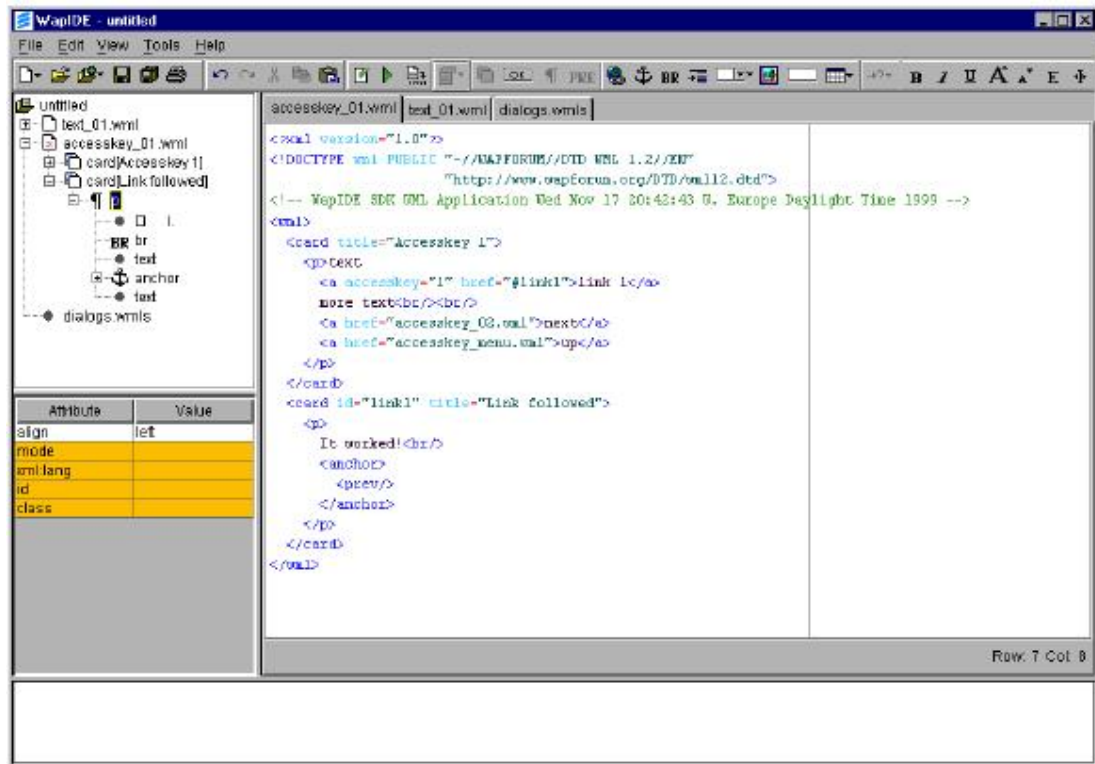 WapIDE - untitled
File Edit View Tools Help
BR B I U A A E
untitled
text_01.wml
accesskey_01.wml
card[Accesskey 1]
card[Link followed]
p
BR br
text
anchor
text
dialogs.wmls
Attribute Value
align left
mode
xml:lang
id
class
accesskey_01.wml text_01.wml dialogs.wmls
<?xml version="1.0"?>
<!DOCTYPE wml PUBLIC "-//WAPFORUM//DTD WML 1.2//EN"
"http://www.wapforum.org/DTD/wml12.dtd">
<!-- WapIDE SDK WML Application Wed Nov 17 20:42:43 W. Europe Daylight Time 1999 -->
<wml>
<card title="Accesskey 1">
<p>text
<a accesskey="1" href="#link1">link 1</a>
more text<br/><br/>
<a href="accesskey_02.wml">next</a>
<a href="accesskey_menu.wml">up</a>
</p>
</card>
<card id="link1" title="Link followed">
<p>
It worked!<br/>
<anchor>
<prev/>
</anchor>
</p>
</card>
</wml>
Row: 7 Col: 8